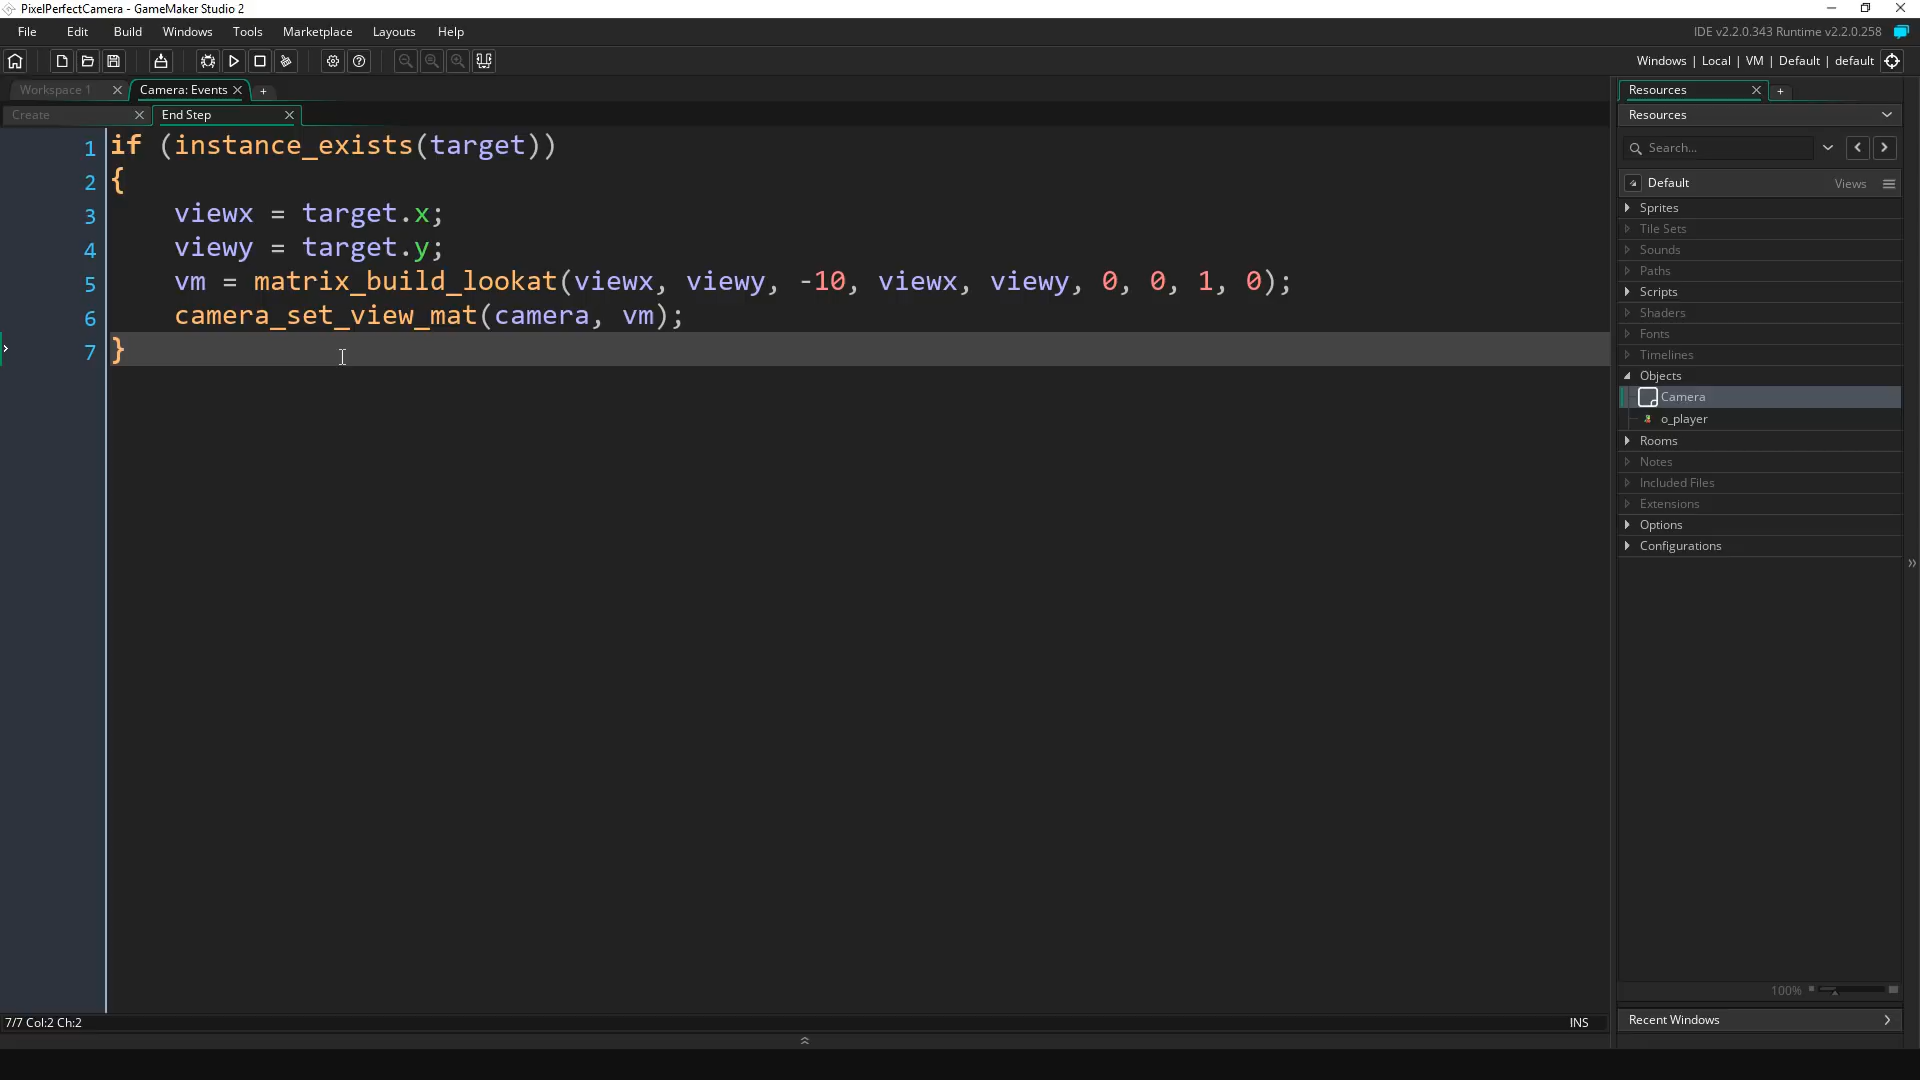 PixelPerfectCamera - GameMaker Studio 2
File Edit Build Windows Tools Marketplace Layouts Help
IDE v2.2.0.343 Runtime v2.2.0.258
Windows | Local | VM | Default | default
Workspace 1
Camera: Events
Resources
Create
End Step
Resources
1 if (instance_exists(target))
2 {
3 viewx = target.x;
4 viewy = target.y;
5 vm = matrix_build_lookat(viewx, viewy, -10, viewx, viewy, 0, 0, 1, 0);
6 camera_set_view_mat(camera, vm);
7 }
Search...
Default Views
Sprites
Tile Sets
Sounds
Paths
Scripts
Shaders
Fonts
Timelines
Objects
Camera
o_player
Rooms
Notes
Included Files
Extensions
Options
Configurations
100%
7/7 Col:2 Ch:2
INS
Recent Windows